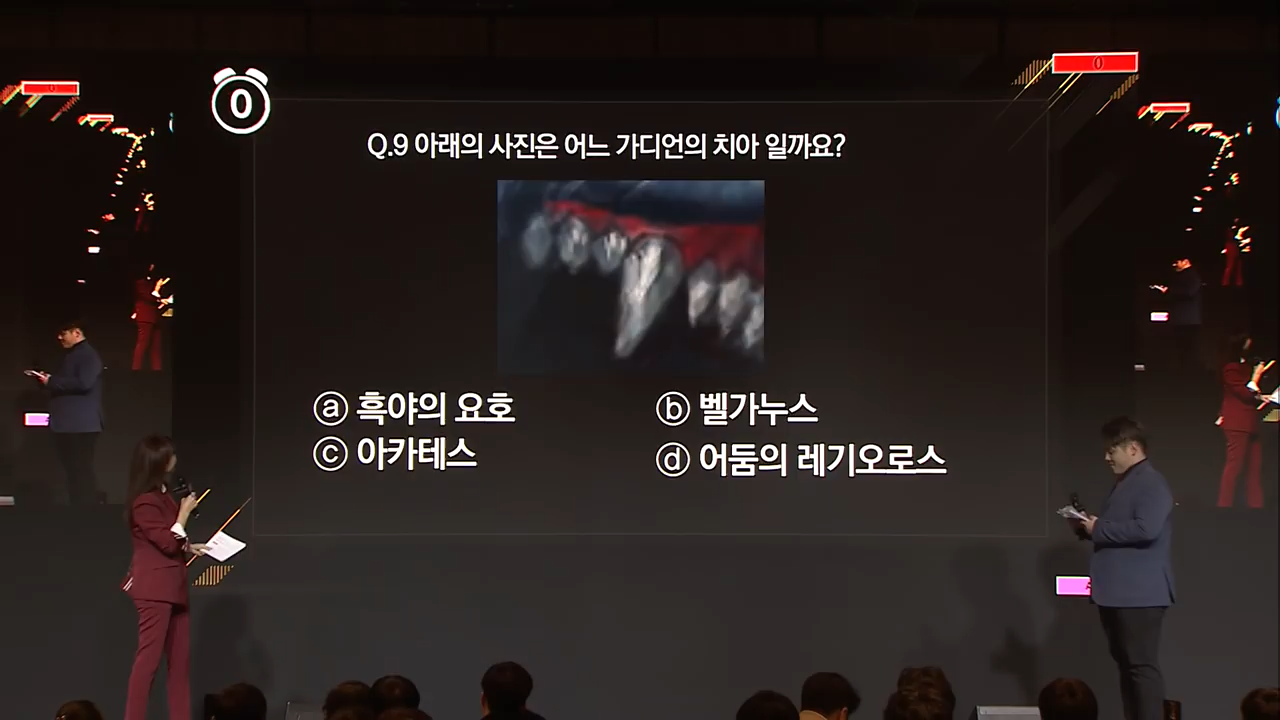 0
0
Q.9 아래의 사진은 어느 가디언의 치아 일까요?
ⓐ 흑야의 요호
ⓑ 벨가누스
ⓒ 아카테스
ⓓ 어둠의 레기오로스